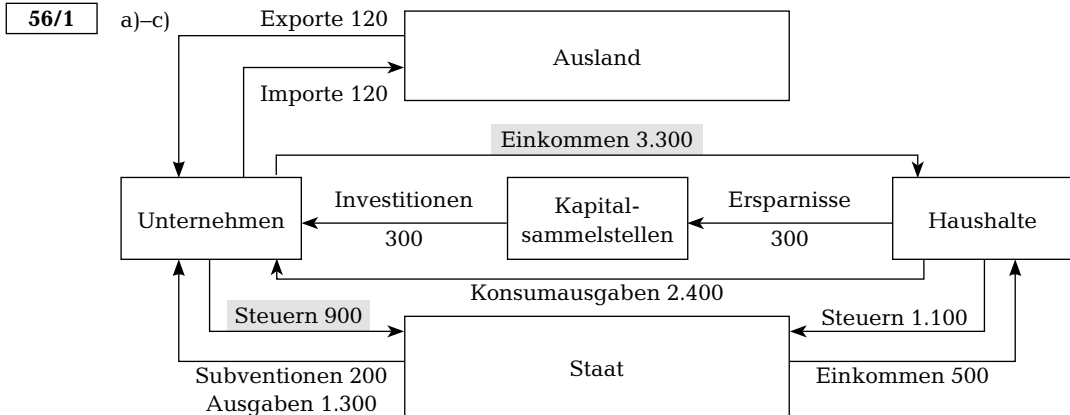 56/1 a)–c)
Exporte 120
Ausland
Importe 120
Einkommen 3.300
Unternehmen
Investitionen
300
Kapital-
sammelstellen
Ersparnisse
300
Haushalte
Konsumausgaben 2.400
Steuern 900
Steuern 1.100
Staat
Subventionen 200
Ausgaben 1.300
Einkommen 500